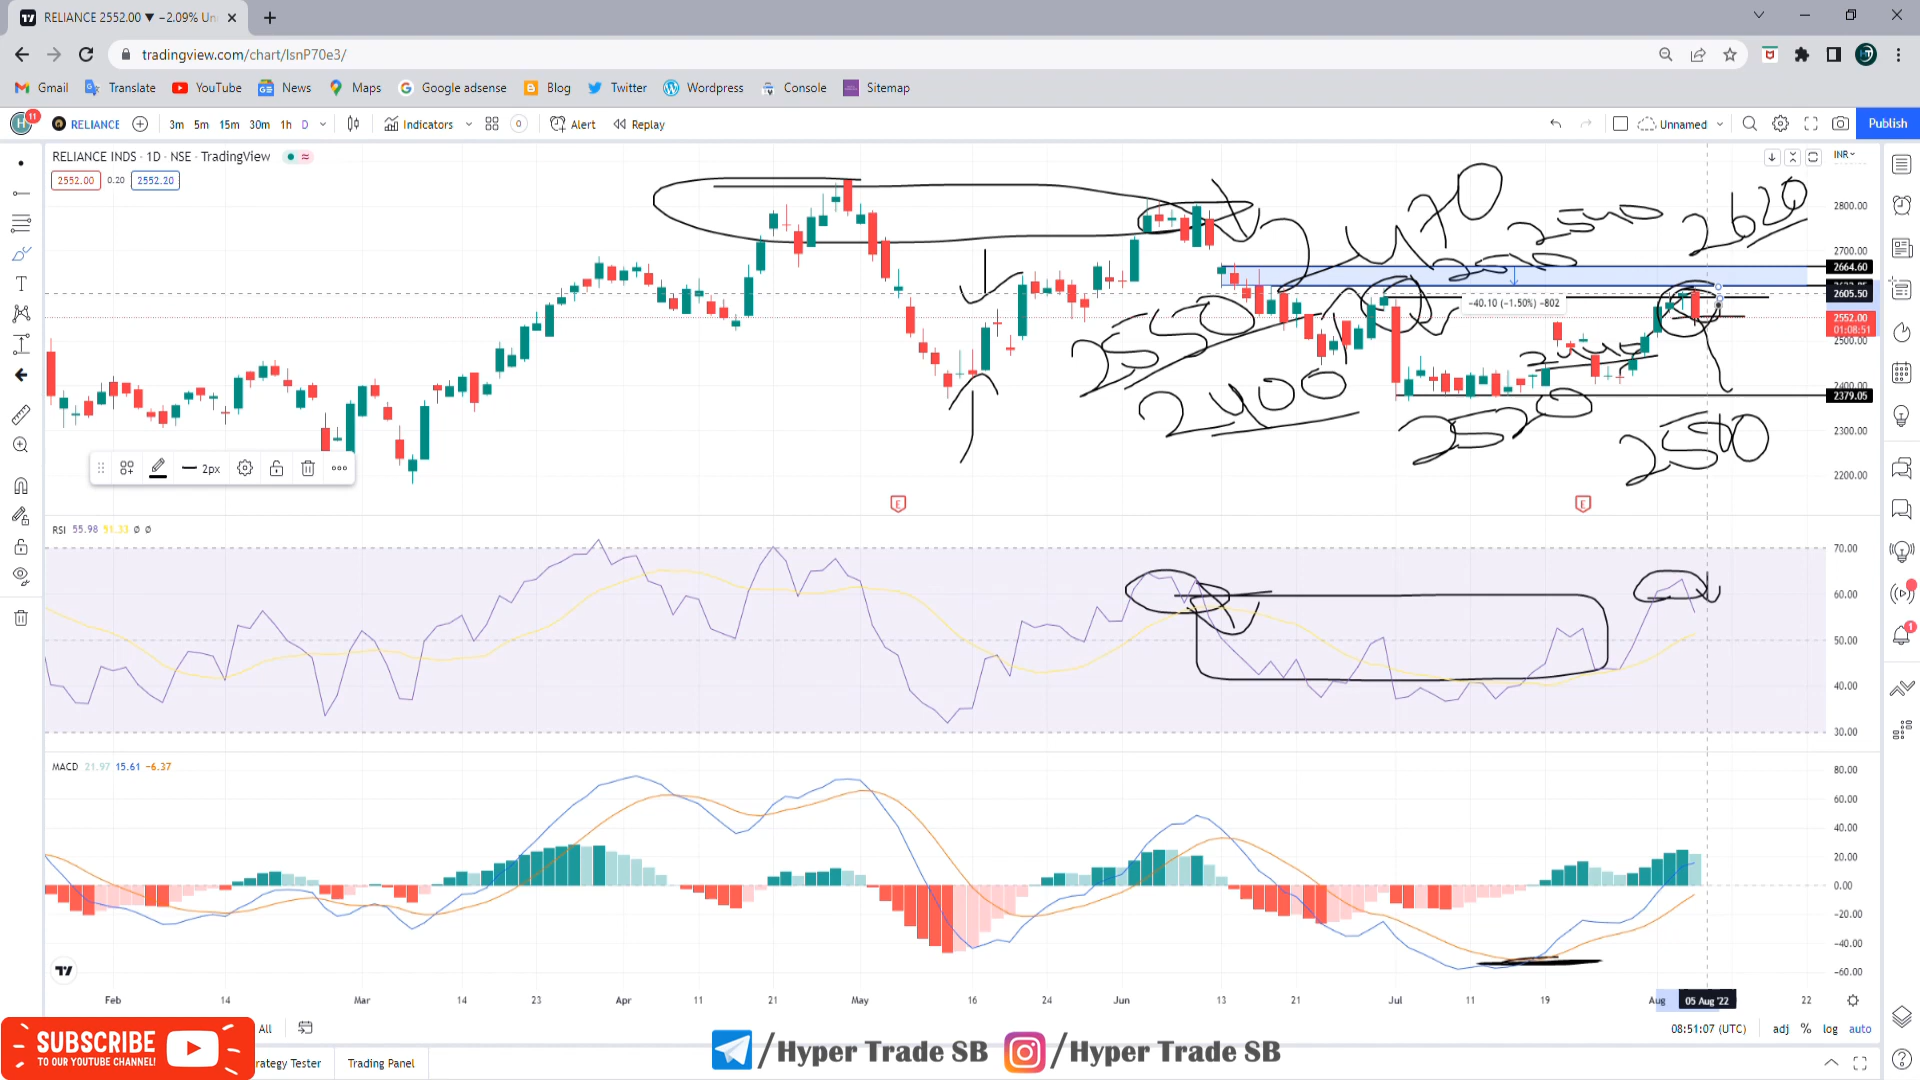 RELIANCE 2552.00 ▼ −2.09% Un
tradingview.com/chart/lsnP70e3/
Gmail Translate YouTube News Maps Google adsense Blog Twitter Wordpress Console Sitemap
H 11 RELIANCE 3m 5m 15m 30m 1h D Indicators Alert Replay Unnamed Publish
RELIANCE INDS · 1D · NSE · TradingView
INR
2552.00 0.20 2552.20
2800.00
2700.00
2664.60
2605.50
2552.00
01:08:51
2500.00
2400.00
2379.05
2300.00
2200.00
−40.10 (−1.50%) −802
2620
2550
2400
2520
2px
E E
RSI 55.98 51.33 ∅ ∅
70.00
60.00
50.00
40.00
30.00
MACD 21.97 15.61 −6.37
80.00
60.00
40.00
20.00
0.00
−20.00
−40.00
−60.00
Feb 14 Mar 14 23 Apr 11 21 May 16 24 Jun 13 21 Jul 11 19 Aug 05 Aug '22 22
All 08:51:07 (UTC) adj % log auto
rategy Tester Trading Panel
SUBSCRIBE
TO OUR YOUTUBE CHANNEL!
/Hyper Trade SB /Hyper Trade SB